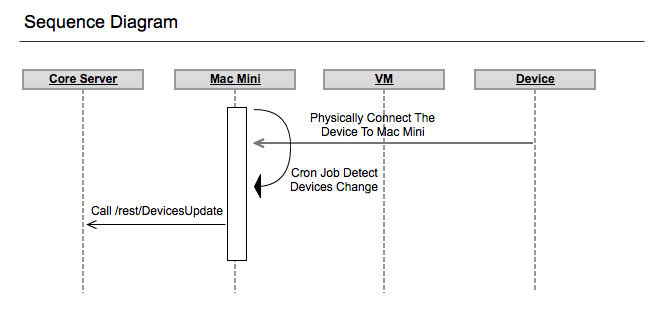 Sequence Diagram
Core Server
Mac Mini
VM
Device
Physically Connect The
Device To Mac Mini
Cron Job Detect
Devices Change
Call /rest/DevicesUpdate